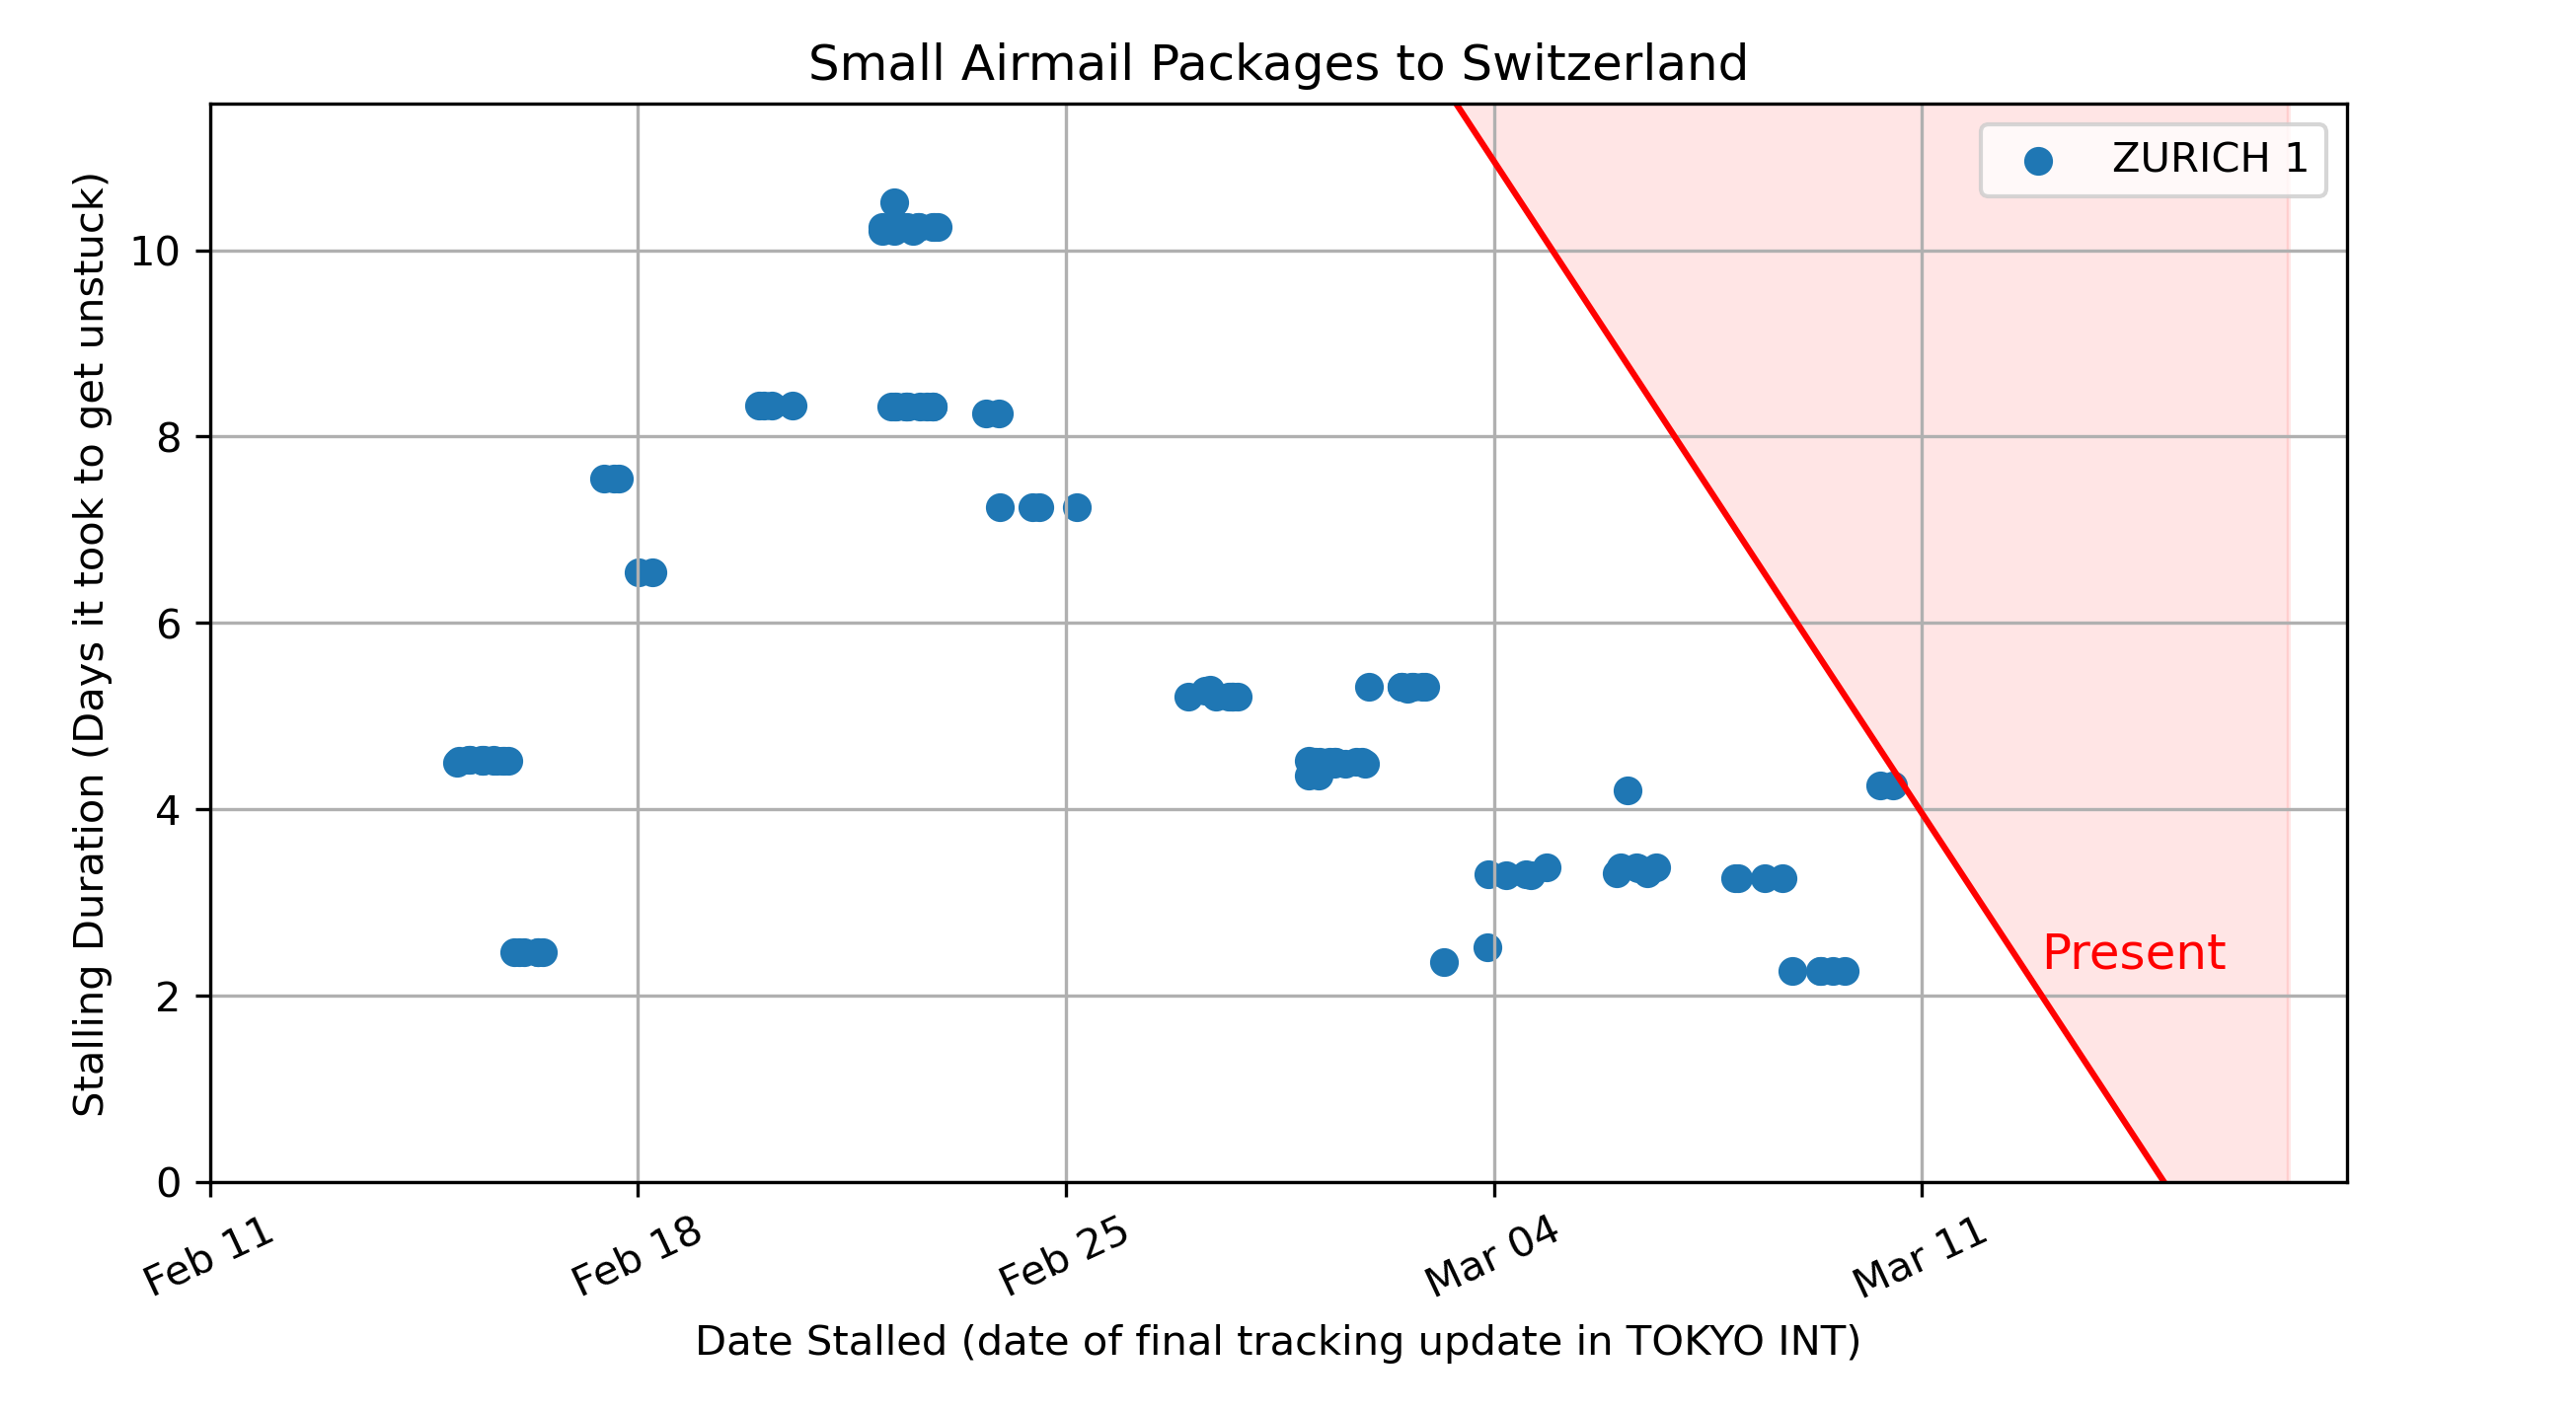 Small Airmail Packages to Switzerland
ZURICH 1
Stalling Duration (Days it took to get unstuck)
10
8
6
4
2
0
Present
Feb 11
Feb 18
Feb 25
Mar 04
Mar 11
Date Stalled (date of final tracking update in TOKYO INT)